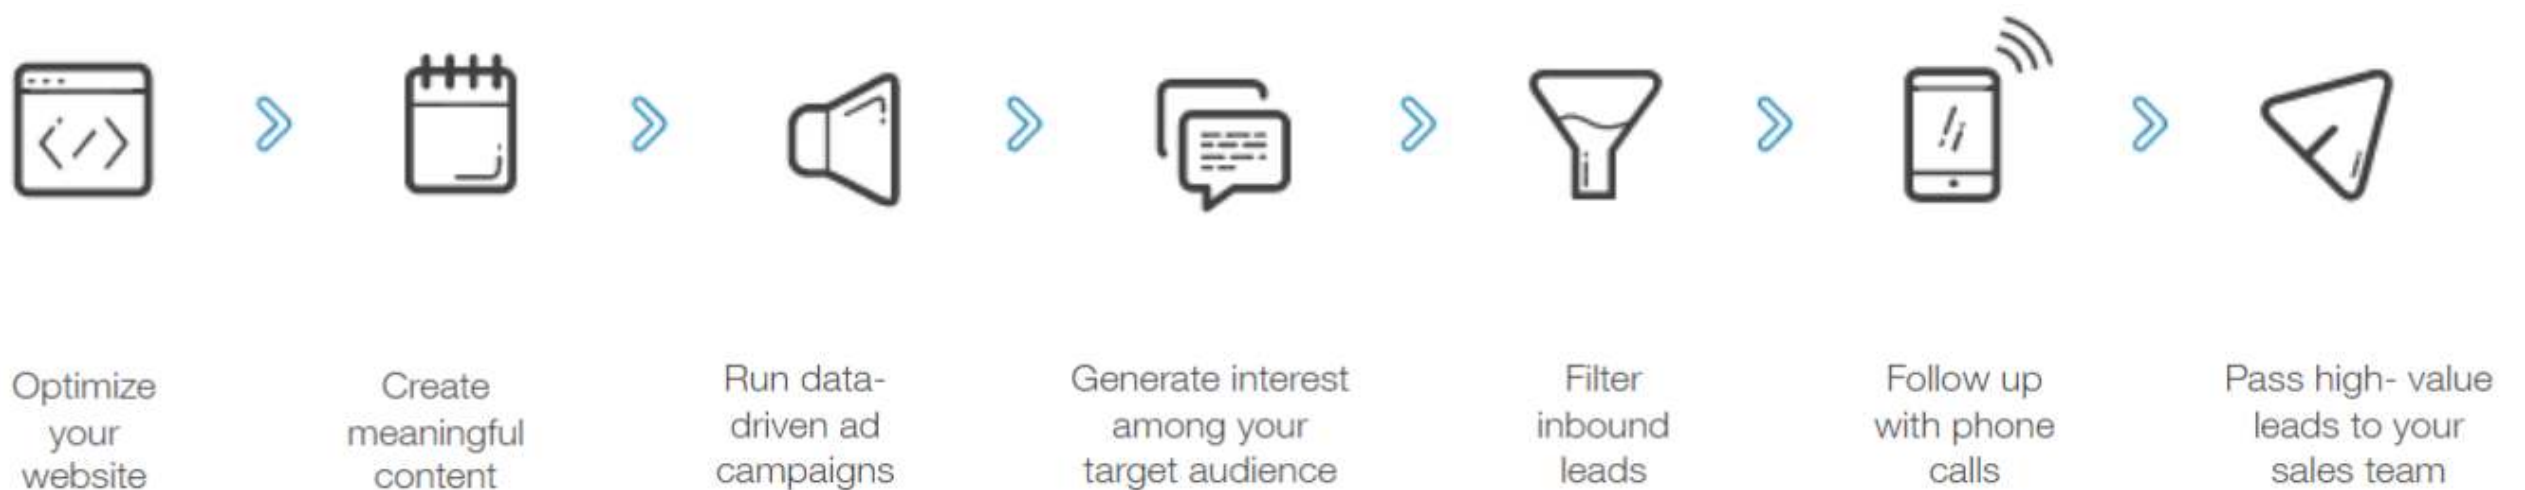 Optimize
your
website
Create
meaningful
content
Run data-
driven ad
campaigns
Generate interest
among your
target audience
Filter
inbound
leads
Follow up
with phone
calls
Pass high- value
leads to your
sales team